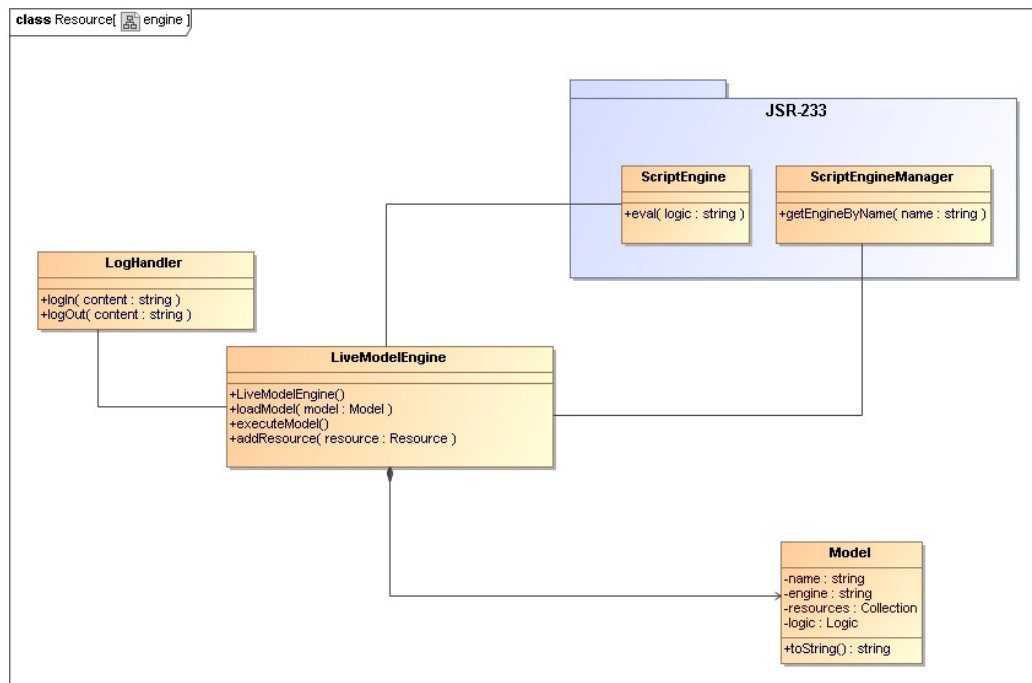 class Resource[ engine ]
JSR-233
ScriptEngine
+eval( logic : string )
ScriptEngineManager
+getEngineByName( name : string )
LogHandler
+logIn( content : string )
+logOut( content : string )
LiveModelEngine
+LiveModelEngine()
+loadModel( model : Model )
+executeModel()
+addResource( resource : Resource )
Model
-name : string
-engine : string
-resources : Collection
-logic : Logic
+toString() : string